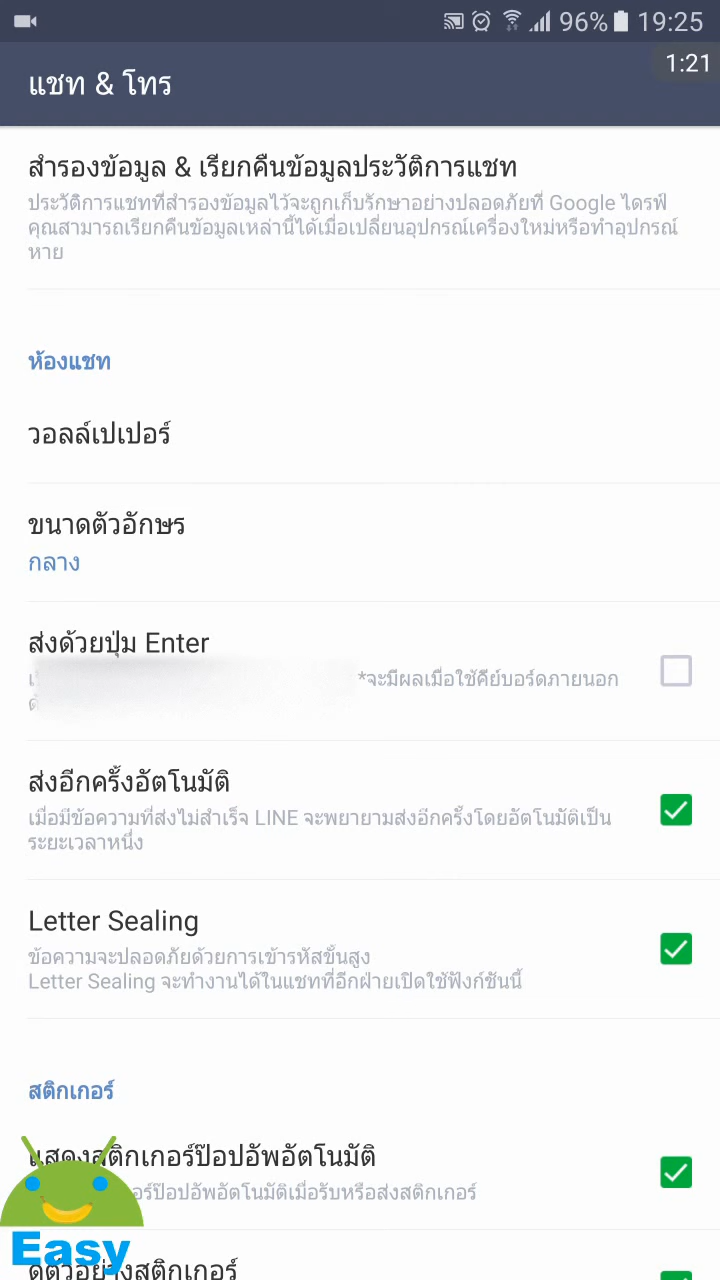 96% 19:25
1:21
แชท & โทร
สำรองข้อมูล & เรียกคืนข้อมูลประวัติการแชท
ประวัติการแชทที่สำรองข้อมูลไว้จะถูกเก็บรักษาอย่างปลอดภัยที่ Google ไดรฟ์
คุณสามารถเรียกคืนข้อมูลเหล่านี้ได้เมื่อเปลี่ยนอุปกรณ์เครื่องใหม่หรือทำอุปกรณ์
หาย
ห้องแชท
วอลล์เปเปอร์
ขนาดตัวอักษร
กลาง
ส่งด้วยปุ่ม Enter
*จะมีผลเมื่อใช้คีย์บอร์ดภายนอก
ส่งอีกครั้งอัตโนมัติ
เมื่อมีข้อความที่ส่งไม่สำเร็จ LINE จะพยายามส่งอีกครั้งโดยอัตโนมัติเป็น
ระยะเวลาหนึ่ง
Letter Sealing
ข้อความจะปลอดภัยด้วยการเข้ารหัสขั้นสูง
Letter Sealing จะทำงานได้ในแชทที่อีกฝ่ายเปิดใช้ฟังก์ชันนี้
สติกเกอร์
แสดงสติกเกอร์ป๊อปอัพอัตโนมัติ
อร์ป๊อปอัพอัตโนมัติเมื่อรับหรือส่งสติกเกอร์
Easy
ดูตัวอย่างสติกเกอร์